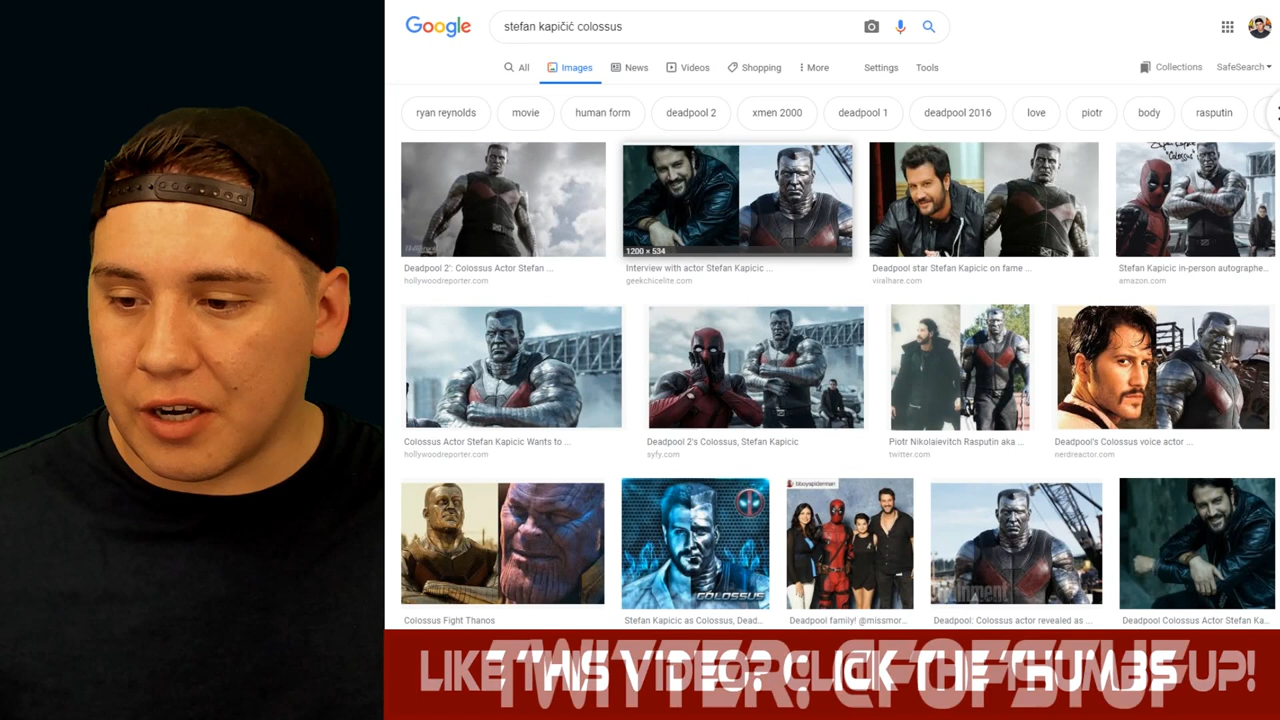 Google
stefan kapičić colossus
All
Images
News
Videos
Shopping
More
Settings
Tools
Collections
SafeSearch
ryan reynolds
movie
human form
deadpool 2
xmen 2000
deadpool 1
deadpool 2016
love
piotr
body
rasputin
1200 × 534
"Colossus"
Deadpool 2': Colossus Actor Stefan ...
Interview with actor Stefan Kapicic ...
Deadpool star Stefan Kapicic on fame ...
Stefan Kapicic in-person autographe...
hollywoodreporter.com
geekchicelite.com
viralhare.com
amazon.com
Colossus Actor Stefan Kapicic Wants to ...
Deadpool 2's Colossus, Stefan Kapicic
Piotr Nikolaievitch Rasputin aka ...
Deadpool's Colossus voice actor ...
hollywoodreporter.com
syfy.com
twitter.com
nerdreactor.com
COLOSSUS
Colossus Fight Thanos
Stefan Kapicic as Colossus, Dead...
Deadpool family! @missmor...
Deadpool: Colossus actor revealed as ...
Deadpool Colossus Actor Stefan Ka...
LIKE THIS VIDEO? CLICK THE THUMBS UP!